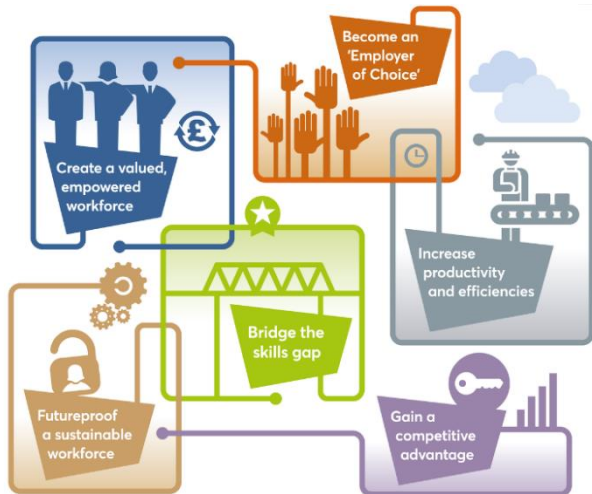 Become an
'Employer
of Choice'
£
Create a valued,
empowered
workforce
Increase
productivity
and efficiencies
Bridge the
skills gap
Futureproof
a sustainable
workforce
Gain a
competitive
advantage